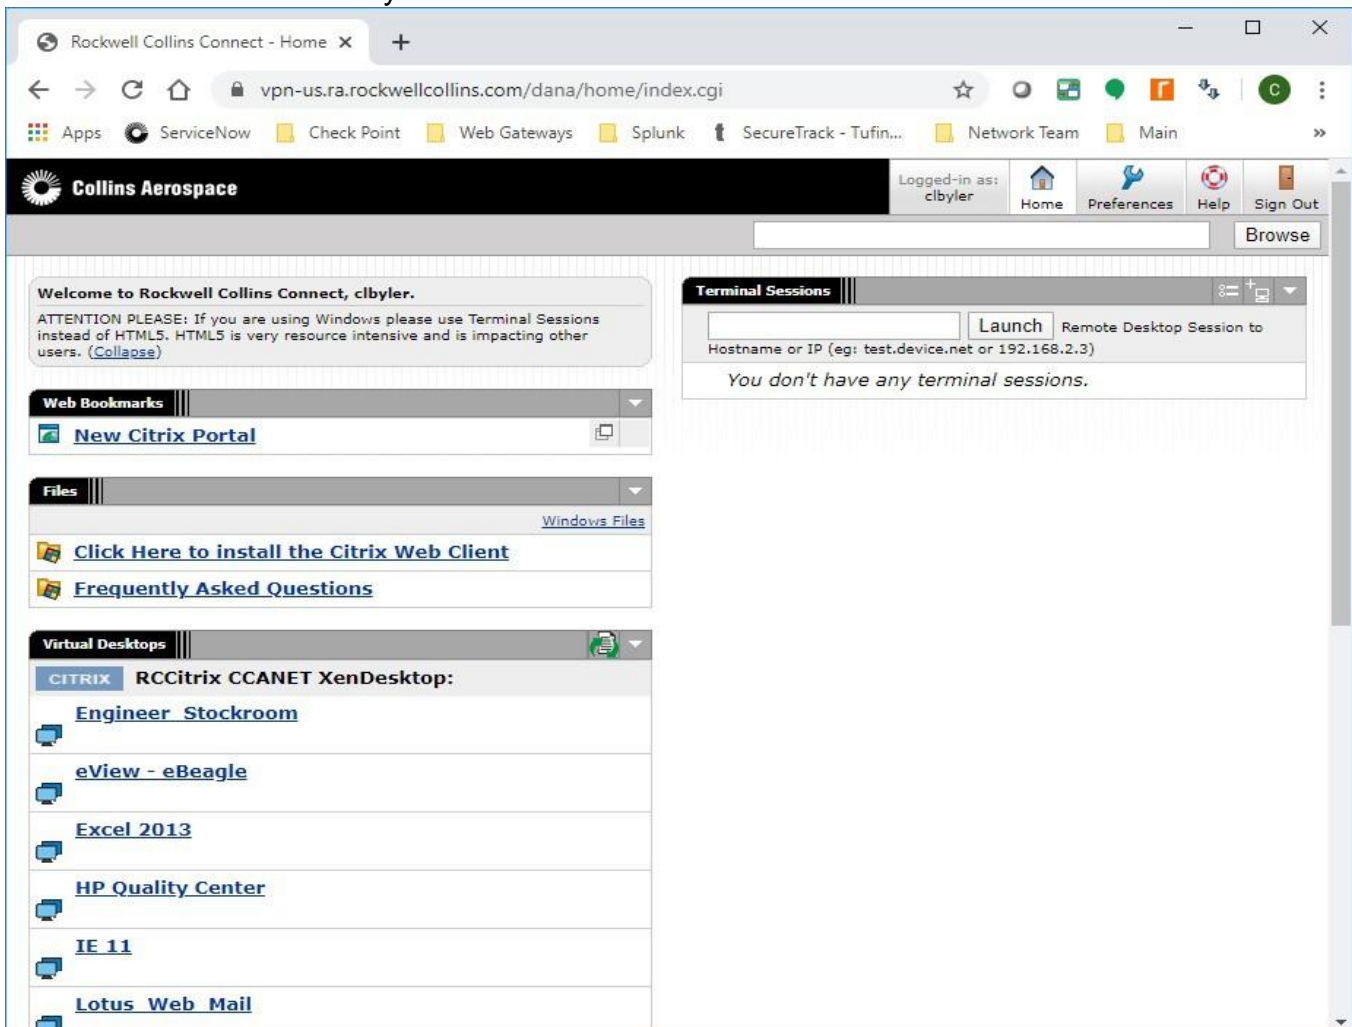 Rockwell Collins Connect - Home
vpn-us.ra.rockwellcollins.com/dana/home/index.cgi
C
Apps ServiceNow Check Point Web Gateways Splunk SecureTrack - Tufin... Network Team Main »
Collins Aerospace
Logged-in as:
clbyler
Home Preferences Help Sign Out
Browse
Welcome to Rockwell Collins Connect, clbyler.
ATTENTION PLEASE: If you are using Windows please use Terminal Sessions
instead of HTML5. HTML5 is very resource intensive and is impacting other
users. (Collapse)
Web Bookmarks
New Citrix Portal
Files
Windows Files
Click Here to install the Citrix Web Client
Frequently Asked Questions
Virtual Desktops
CITRIX RCCitrix CCANET XenDesktop:
Engineer Stockroom
eView - eBeagle
Excel 2013
HP Quality Center
IE 11
Lotus Web Mail
Terminal Sessions
Launch Remote Desktop Session to
Hostname or IP (eg: test.device.net or 192.168.2.3)
You don't have any terminal sessions.